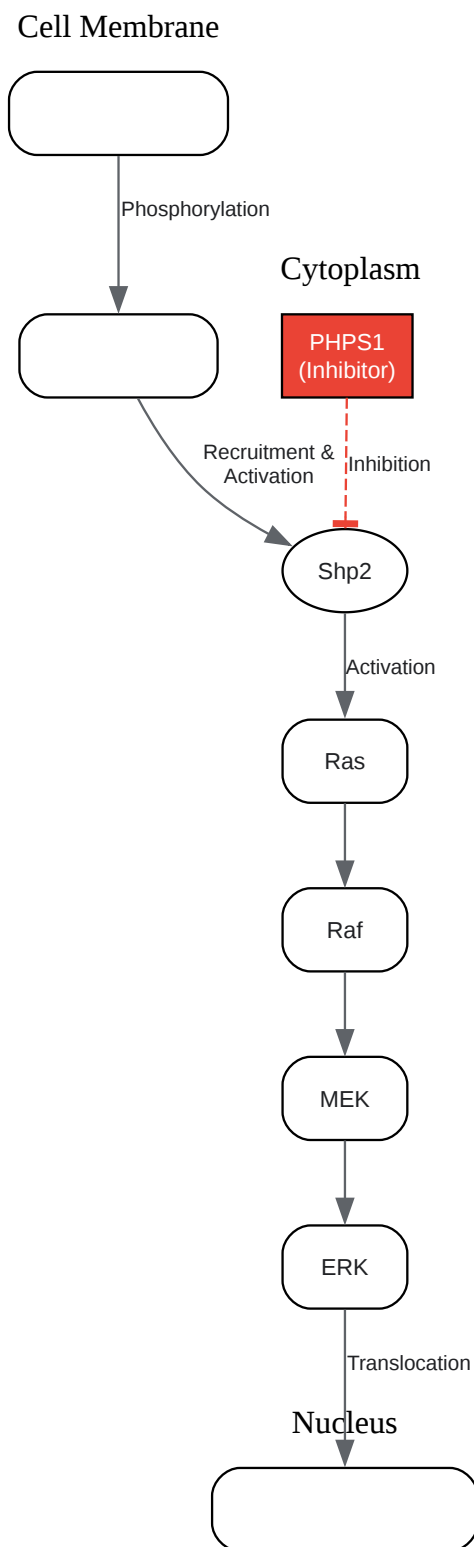 Cell Membrane
Phosphorylation
Cytoplasm
PHPS1
(Inhibitor)
Recruitment &
Activation
Inhibition
Shp2
Activation
Ras
Raf
MEK
ERK
Translocation
Nucleus